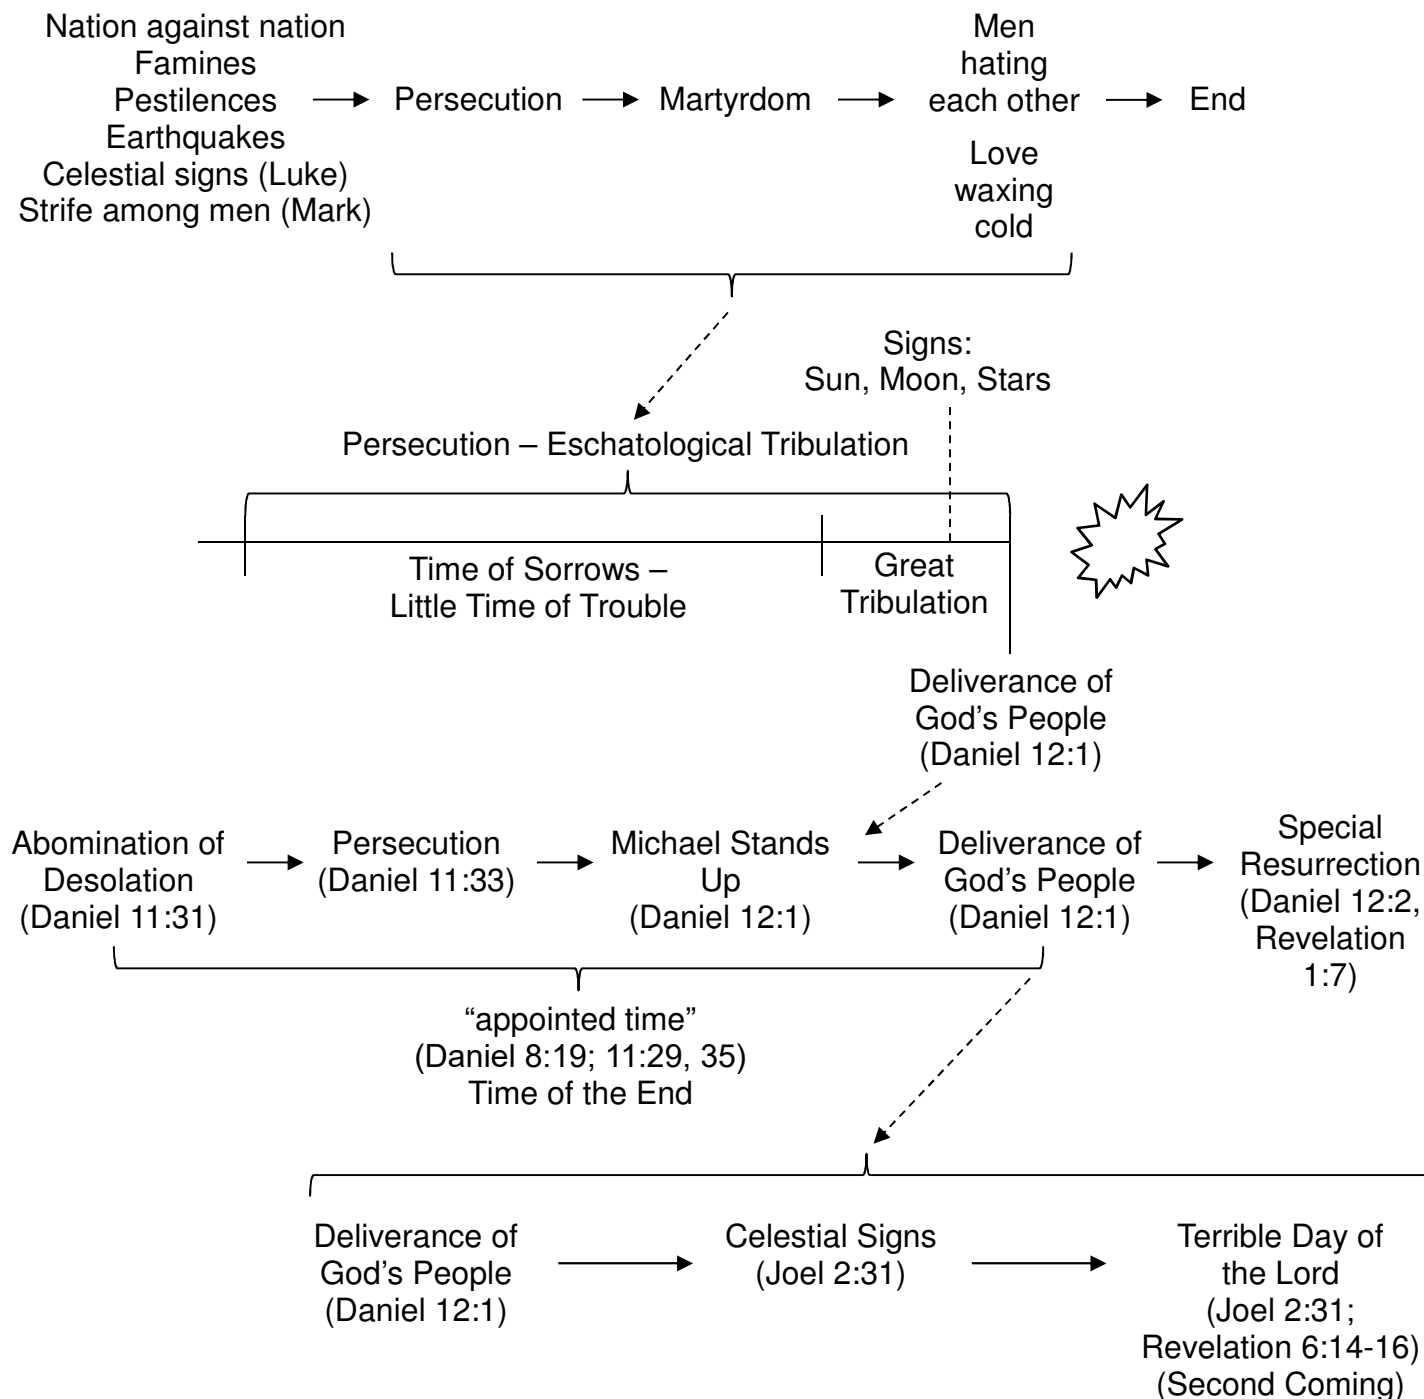 Nation against nation
Famines
Pestilences
Earthquakes
Celestial signs (Luke)
Strife among men (Mark)
Persecution
Martyrdom
Men
hating
each other
Love
waxing
cold
End
Signs:
Sun, Moon, Stars
Persecution – Eschatological Tribulation
Time of Sorrows –
Little Time of Trouble
Great
Tribulation
Deliverance of
God's People
(Daniel 12:1)
Abomination of
Desolation
(Daniel 11:31)
Persecution
(Daniel 11:33)
Michael Stands
Up
(Daniel 12:1)
Deliverance of
God's People
(Daniel 12:1)
Special
Resurrection
(Daniel 12:2,
Revelation
1:7)
“appointed time”
(Daniel 8:19; 11:29, 35)
Time of the End
Deliverance of
God's People
(Daniel 12:1)
Celestial Signs
(Joel 2:31)
Terrible Day of
the Lord
(Joel 2:31;
Revelation 6:14-16)
(Second Coming)